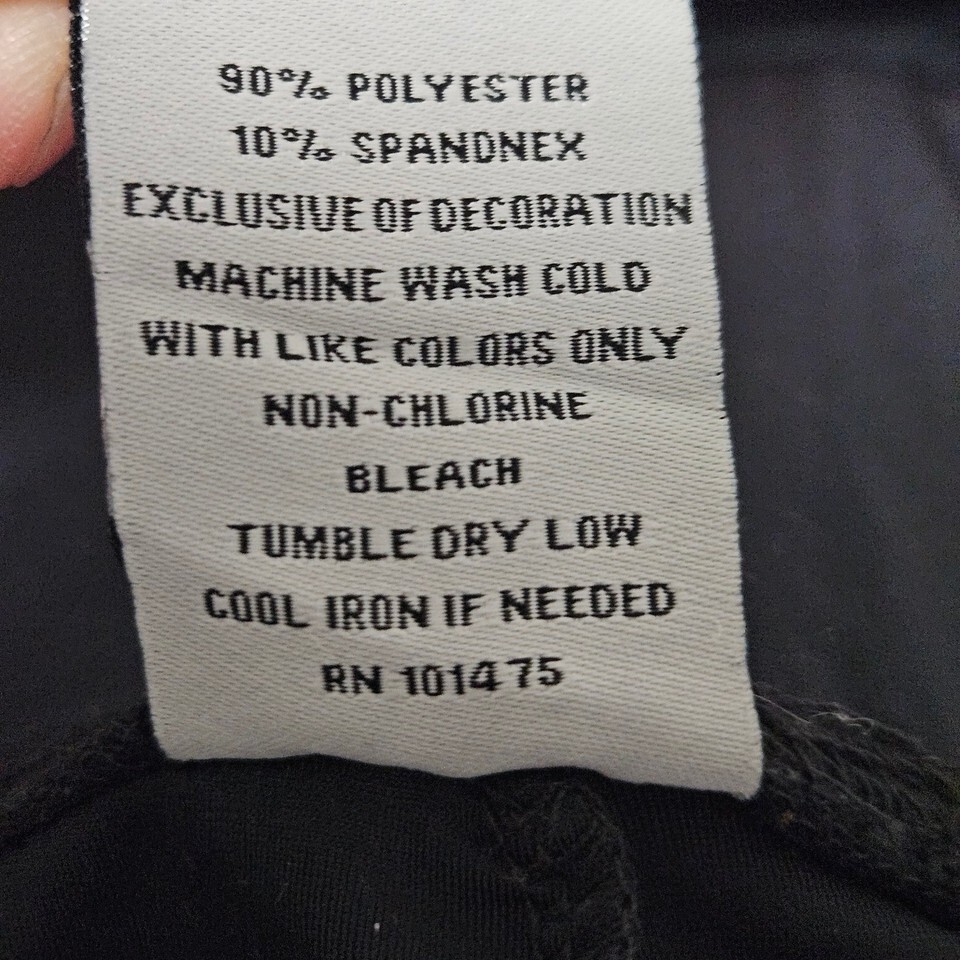 90% POLYESTER
10% SPANDNEX
EXCLUSIVE OF DECORATION
MACHINE WASH COLD
WITH LIKE COLORS ONLY
NON-CHLORINE
BLEACH
TUMBLE DRY LOW
COOL IRON IF NEEDED
RN 101475